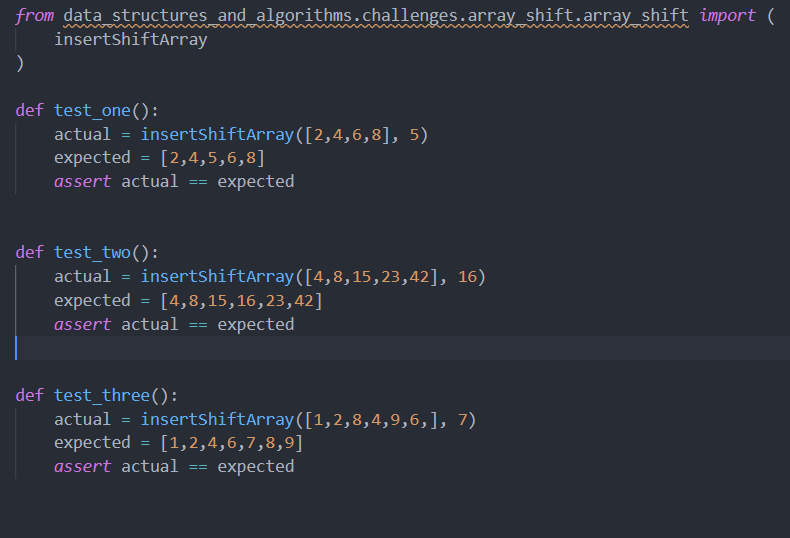 from data_structures_and_algorithms.challenges.array_shift.array_shift import (
    insertShiftArray
)
def test_one():
    actual = insertShiftArray([2,4,6,8], 5)
    expected = [2,4,5,6,8]
    assert actual == expected
def test_two():
    actual = insertShiftArray([4,8,15,23,42], 16)
    expected = [4,8,15,16,23,42]
    assert actual == expected
def test_three():
    actual = insertShiftArray([1,2,8,4,9,6,], 7)
    expected = [1,2,4,6,7,8,9]
    assert actual == expected